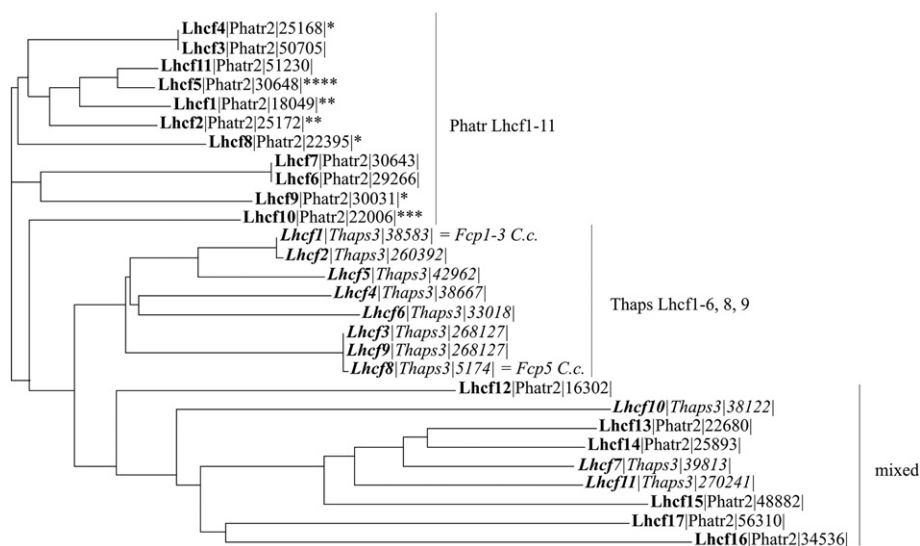 Lhcf4|Phatr2|25168|*
Lhcf3|Phatr2|50705|
Lhcf11|Phatr2|51230|
Lhcf5|Phatr2|30648|****
Lhcf1|Phatr2|18049|**
Lhcf2|Phatr2|25172|**
Lhcf8|Phatr2|22395|*
Phatr Lhcf1-11
Lhcf7|Phatr2|30643|
Lhcf6|Phatr2|29266|
Lhcf9|Phatr2|30031|*
Lhcf10|Phatr2|22006|***
Lhcf1|Thaps3|38583| = Fcp1-3 C.c.
Lhcf2|Thaps3|260392|
Lhcf5|Thaps3|42962|
Lhcf4|Thaps3|38667|
Thaps Lhcf1-6, 8, 9
Lhcf6|Thaps3|33018|
Lhcf3|Thaps3|268127|
Lhcf9|Thaps3|268127|
Lhcf8|Thaps3|5174| = Fcp5 C.c.
Lhcf12|Phatr2|16302|
Lhcf10|Thaps3|38122|
Lhcf13|Phatr2|22680|
Lhcf14|Phatr2|25893|
Lhcf7|Thaps3|39813|
mixed
Lhcf11|Thaps3|270241|
Lhcf15|Phatr2|48882|
Lhcf17|Phatr2|56310|
Lhcf16|Phatr2|34536|